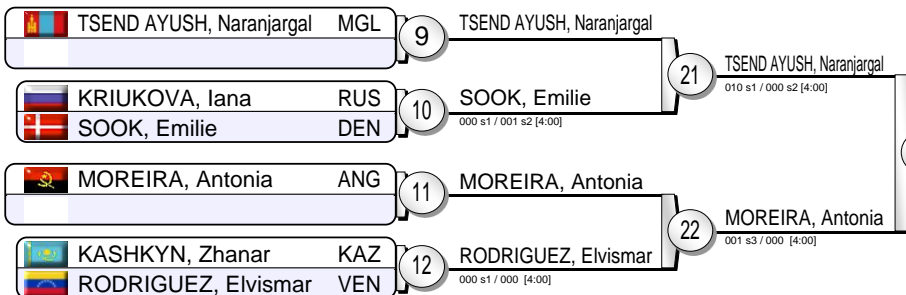 TSEND AYUSH, Naranjargal MGL
9
TSEND AYUSH, Naranjargal
21
TSEND AYUSH, Naranjargal
010 s1 / 000 s2 [4:00]
KRIUKOVA, Iana RUS
SOOK, Emilie DEN
10
SOOK, Emilie
000 s1 / 001 s2 [4:00]
MOREIRA, Antonia ANG
11
MOREIRA, Antonia
22
MOREIRA, Antonia
001 s3 / 000 [4:00]
KASHKYN, Zhanar KAZ
RODRIGUEZ, Elvismar VEN
12
RODRIGUEZ, Elvismar
000 s1 / 000 [4:00]